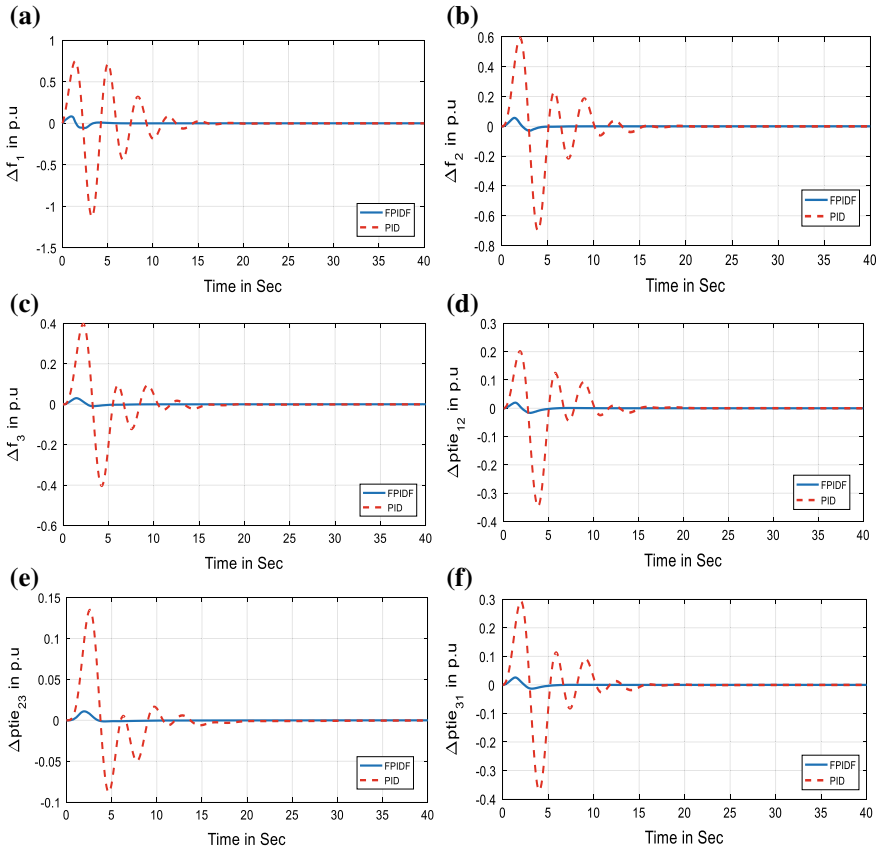 (a)
1
0.5
0
-0.5
-1
-1.5
Δf1 in p.u
FPIDF
PID
0 5 10 15 20 25 30 35 40
Time in Sec
(b)
0.6
0.4
0.2
0
-0.2
-0.4
-0.6
-0.8
Δf2 in p.u
FPIDF
PID
0 5 10 15 20 25 30 35 40
Time in Sec
(c)
0.4
0.2
0
-0.2
-0.4
-0.6
Δf3 in p.u
FPIDF
PID
0 5 10 15 20 25 30 35 40
Time in Sec
(d)
0.3
0.2
0.1
0
-0.1
-0.2
-0.3
-0.4
Δptie12 in p.u
FPIDF
PID
0 5 10 15 20 25 30 35 40
Time in Sec
(e)
0.15
0.1
0.05
0
-0.05
-0.1
Δptie23 in p.u
FPIDF
PID
0 5 10 15 20 25 30 35 40
Time in Sec
(f)
0.3
0.2
0.1
0
-0.1
-0.2
-0.3
-0.4
Δptie31 in p.u
FPIDF
PID
0 5 10 15 20 25 30 35 40
Time in Sec